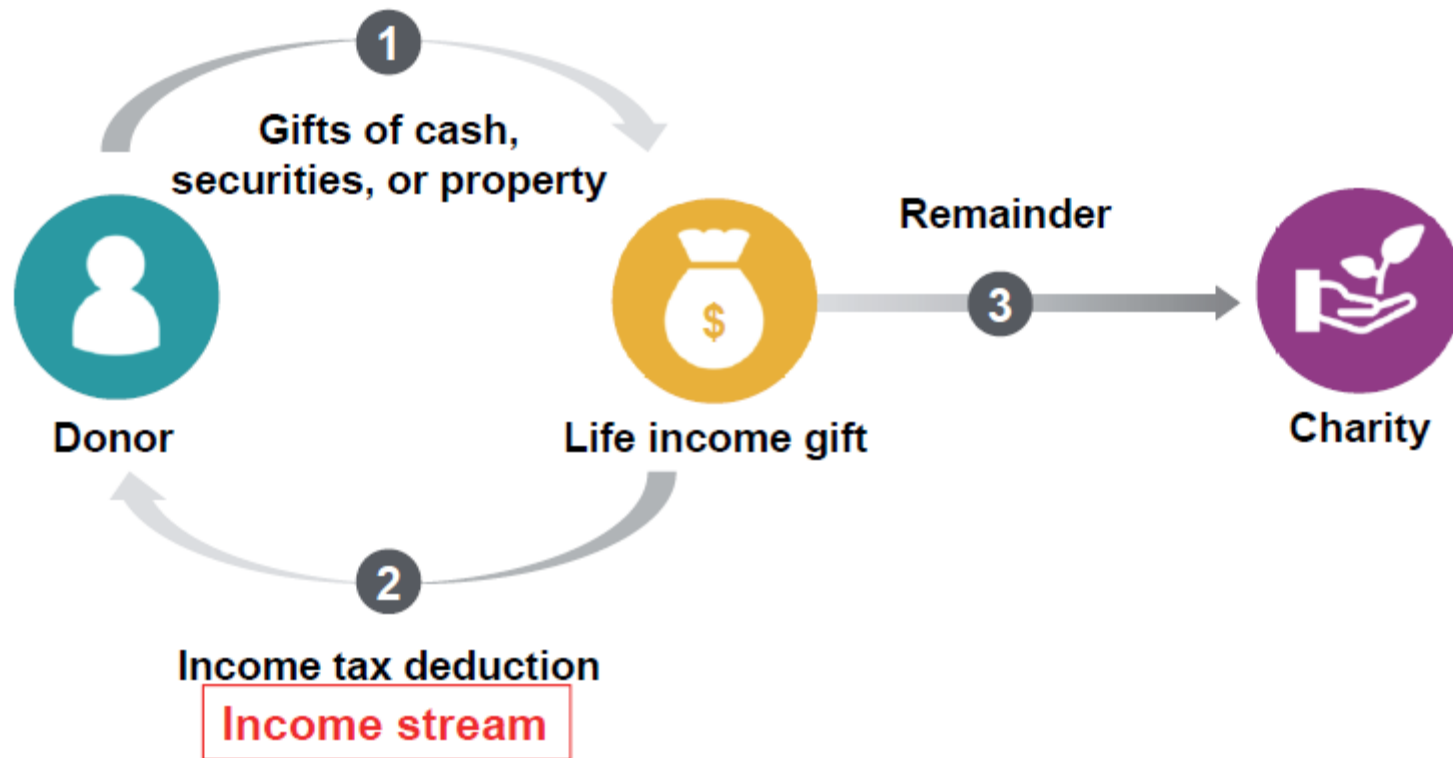 1
Gifts of cash,
securities, or property
Remainder
$
3
Donor
Life income gift
Charity
2
Income tax deduction
Income stream